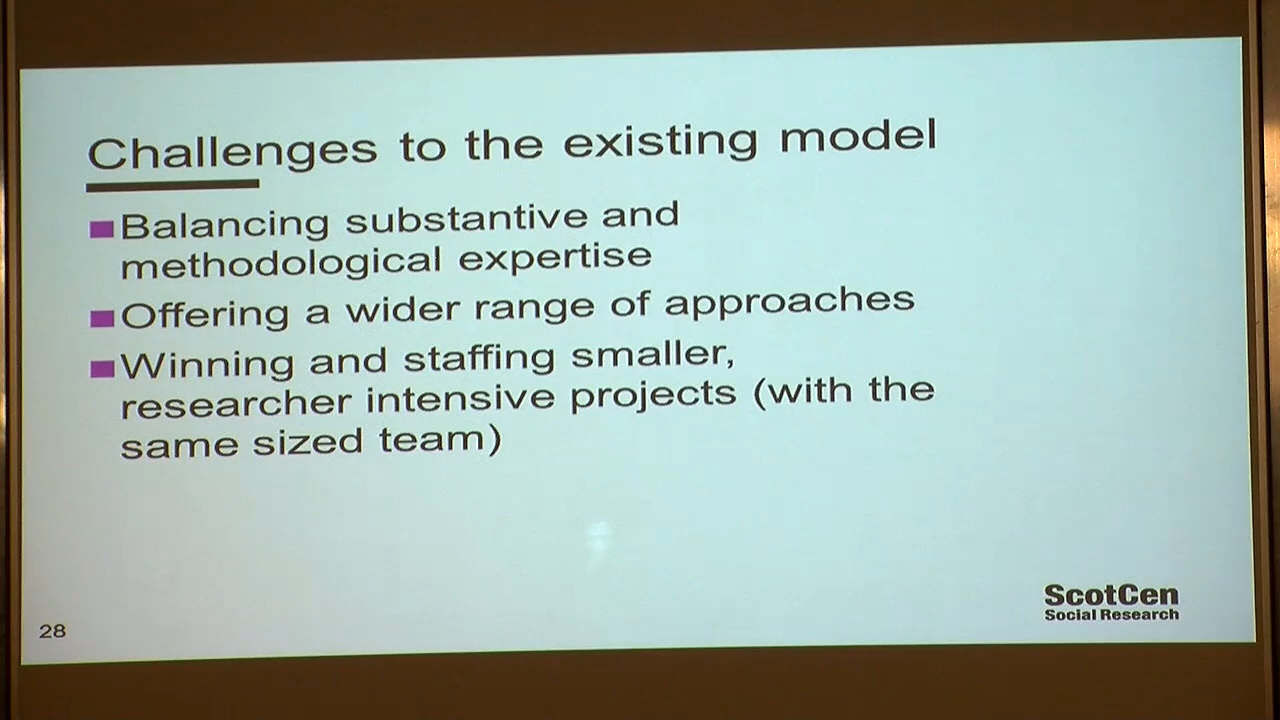 Challenges to the existing model
Balancing substantive and
methodological expertise
Offering a wider range of approaches
Winning and staffing smaller,
researcher intensive projects (with the
same sized team)
28
ScotCen
Social Research